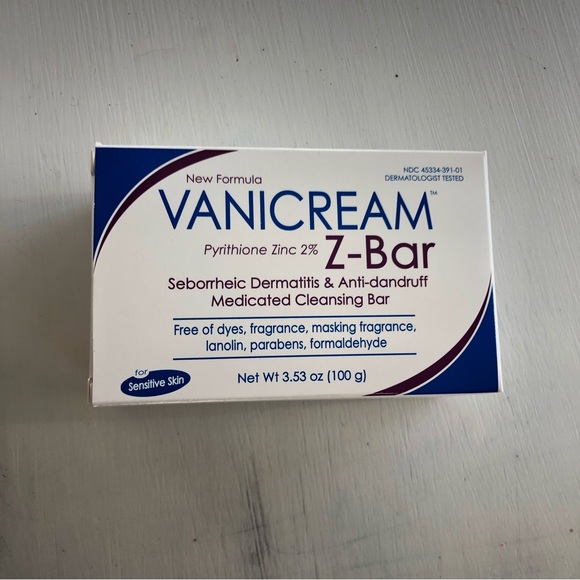 New Formula
NDC 45334-391-01
DERMATOLOGIST TESTED
VANICREAM™
Pyrithione Zinc 2% Z-Bar
Seborrheic Dermatitis & Anti-dandruff
Medicated Cleansing Bar
Free of dyes, fragrance, masking fragrance,
lanolin, parabens, formaldehyde
for
Sensitive Skin
Net Wt 3.53 oz (100 g)